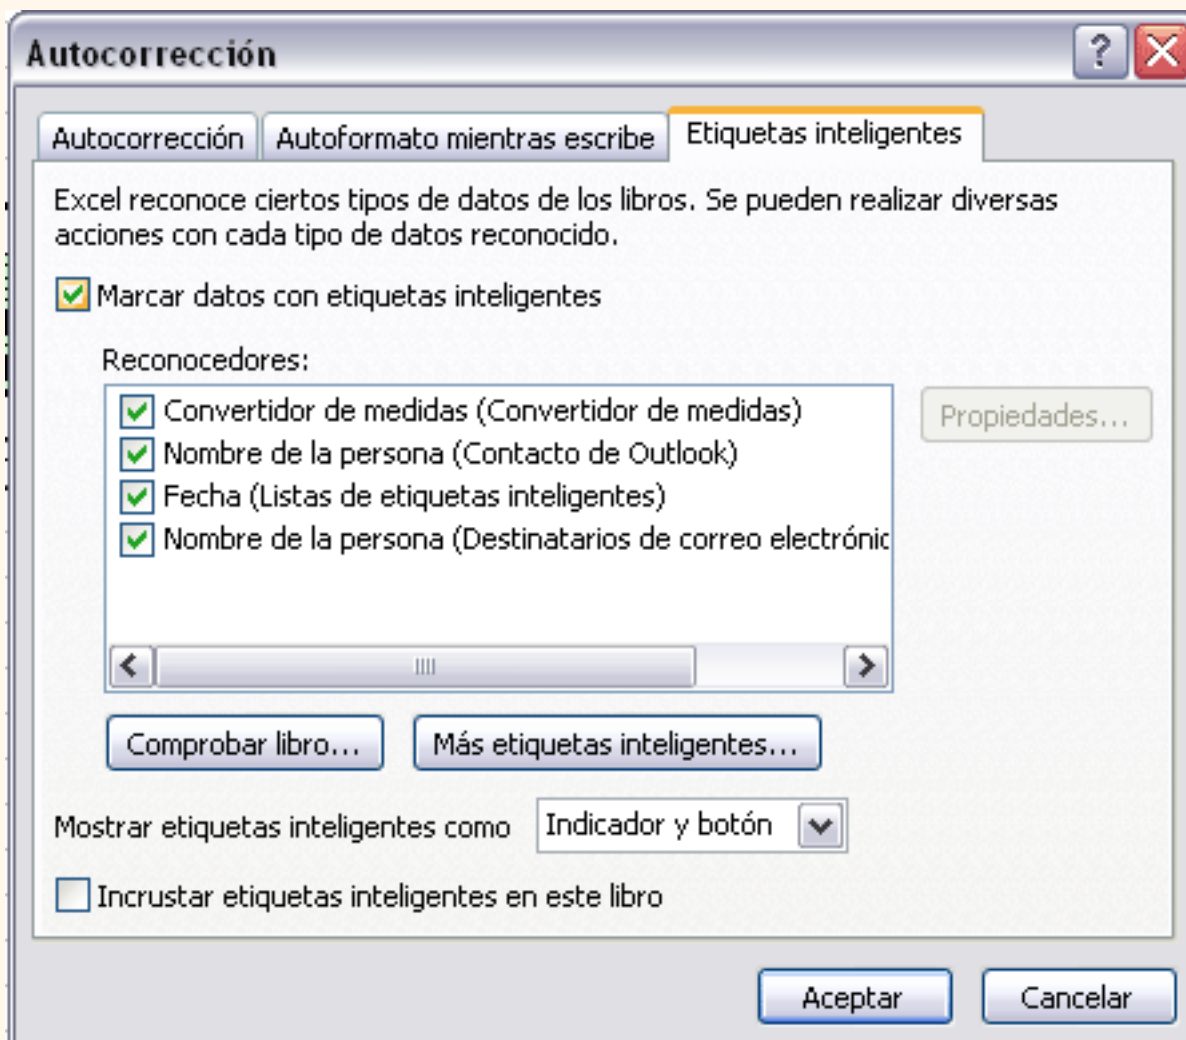 Autocorrección
Autocorrección
Autoformato mientras escribe
Etiquetas inteligentes
Excel reconoce ciertos tipos de datos de los libros. Se pueden realizar diversas
acciones con cada tipo de datos reconocido.
Marcar datos con etiquetas inteligentes
Reconocedores:
Convertidor de medidas (Convertidor de medidas)
Nombre de la persona (Contacto de Outlook)
Fecha (Listas de etiquetas inteligentes)
Nombre de la persona (Destinatarios de correo electrónic
Propiedades...
Comprobar libro...
Más etiquetas inteligentes...
Mostrar etiquetas inteligentes como
Indicador y botón
Incrustar etiquetas inteligentes en este libro
Aceptar
Cancelar